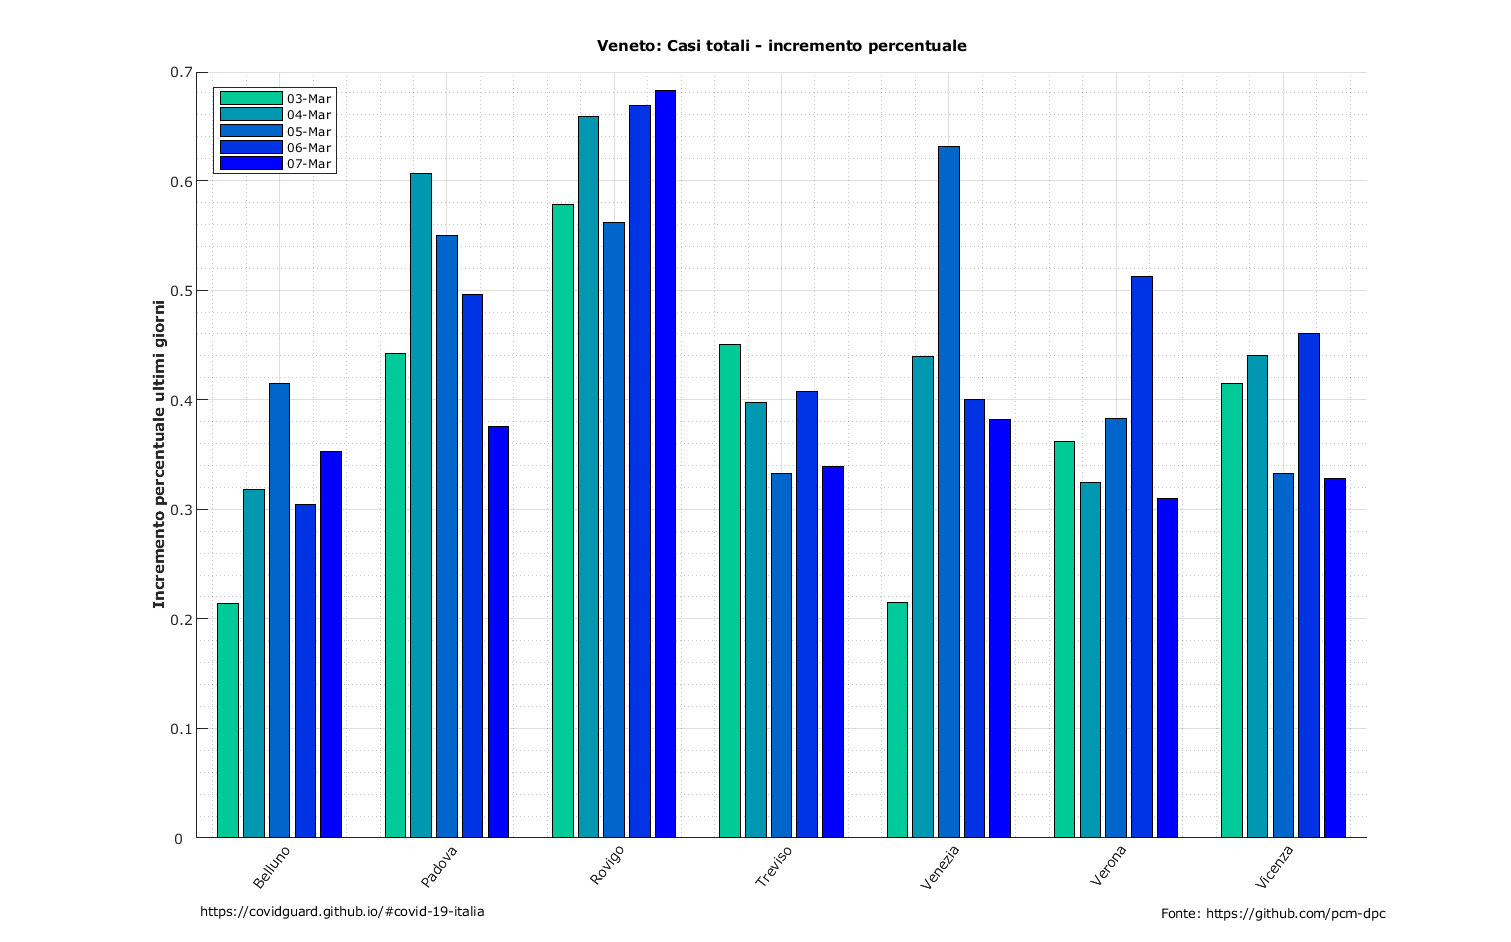 Veneto: Casi totali - incremento percentuale
0.7
0.6
0.5
0.4
0.3
0.2
0.1
0
Incremento percentuale ultimi giorni
03-Mar
04-Mar
05-Mar
06-Mar
07-Mar
Belluno
Padova
Rovigo
Treviso
Venezia
Verona
Vicenza
https://covidguard.github.io/#covid-19-italia
Fonte: https://github.com/pcm-dpc